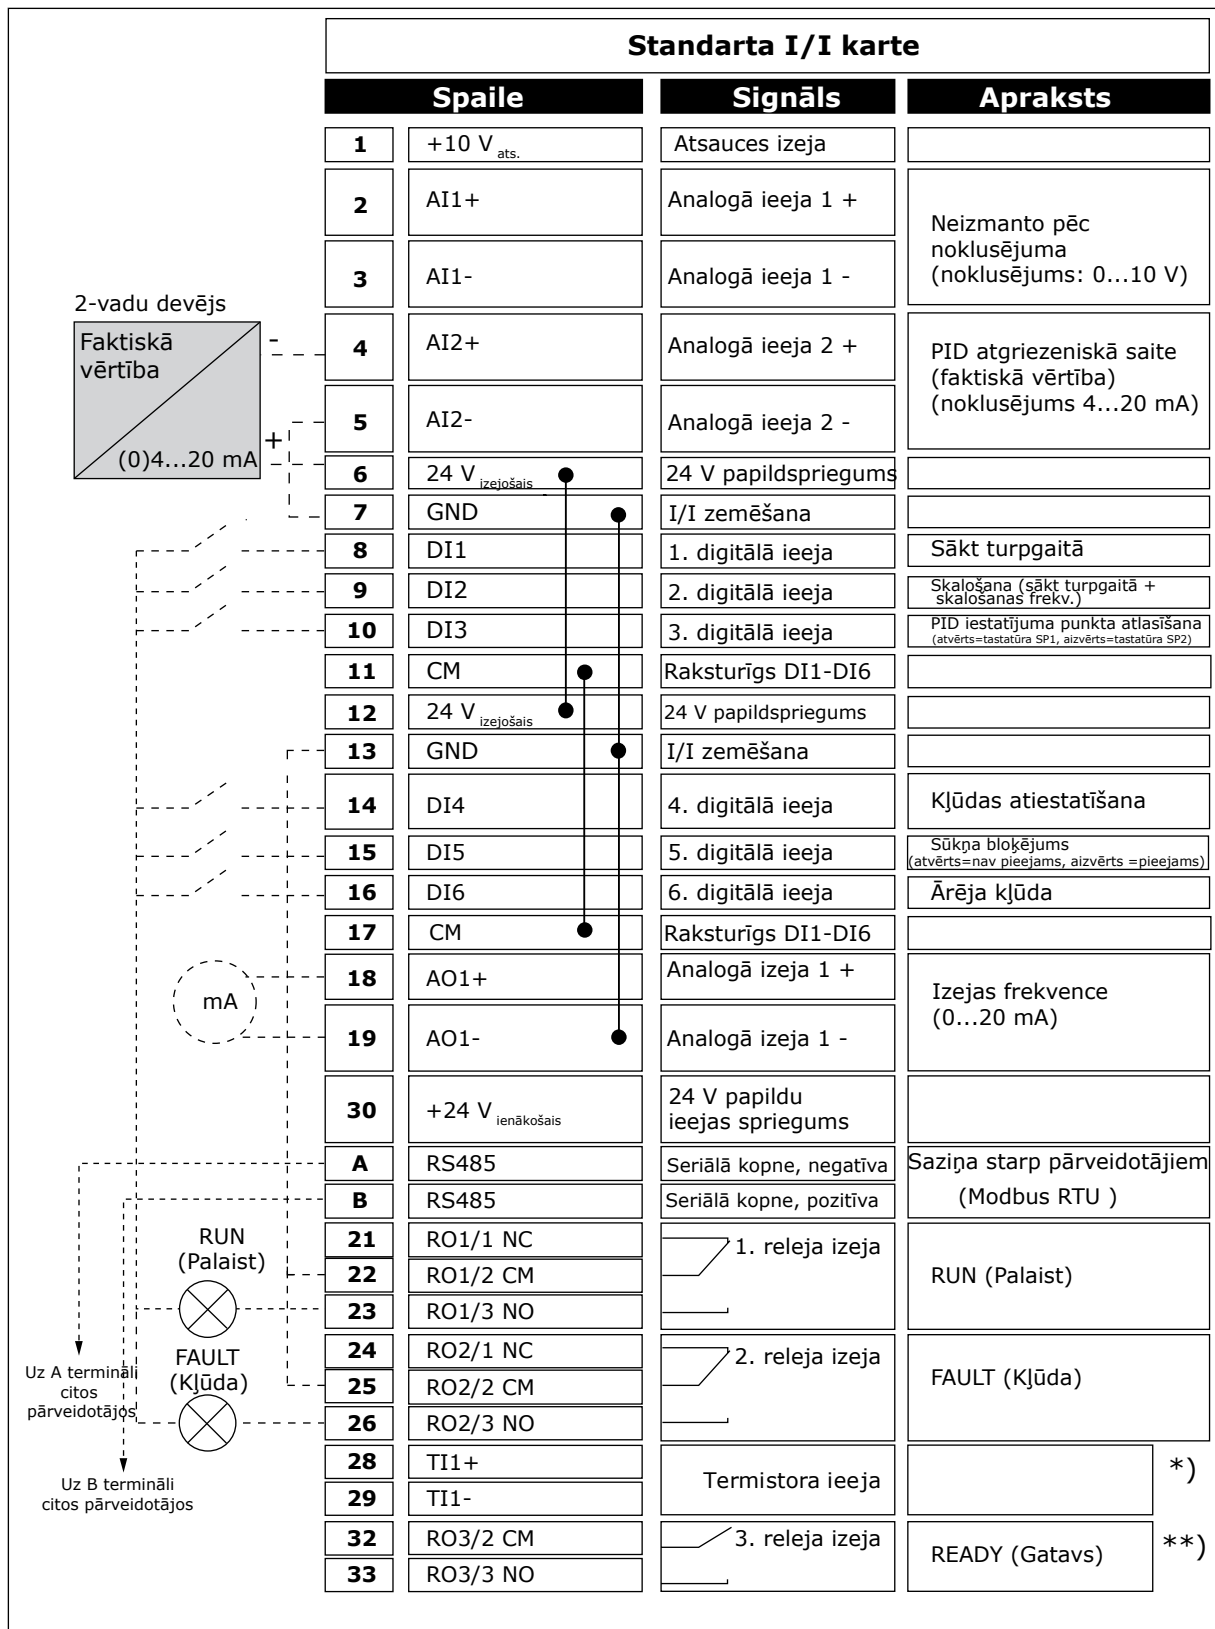 Standarta I/I karte
Spaile Signāls Apraksts
1 +10 V ats. Atsauces izeja
2 AI1+ Analogā ieeja 1 +
Neizmanto pēc
noklusējuma
(noklusējums: 0...10 V)
3 AI1- Analogā ieeja 1 -
2-vadu devējs
Faktiskā
vērtība
(0)4...20 mA
-
+
4 AI2+ Analogā ieeja 2 +
PID atgriezeniskā saite
(faktiskā vērtība)
(noklusējums 4...20 mA)
5 AI2- Analogā ieeja 2 -
6 24 V izejošais 24 V papildspriegums
7 GND I/I zemēšana
8 DI1 1. digitālā ieeja Sākt turpgaitā
9 DI2 2. digitālā ieeja Skalošana (sākt turpgaitā +
skalošanas frekv.)
10 DI3 3. digitālā ieeja PID iestatījuma punkta atlasīšana
(atvērts=tastatūra SP1, aizvērts=tastatūra SP2)
11 CM Raksturīgs DI1-DI6
12 24 V izejošais 24 V papildspriegums
13 GND I/I zemēšana
14 DI4 4. digitālā ieeja Kļūdas atiestatīšana
15 DI5 5. digitālā ieeja Sūkņa bloķējums
(atvērts=nav pieejams, aizvērts =pieejams)
16 DI6 6. digitālā ieeja Ārēja kļūda
17 CM Raksturīgs DI1-DI6
18 AO1+ Analogā izeja 1 +
mA
Izejas frekvence
(0...20 mA)
19 AO1- Analogā izeja 1 -
30 +24 V ienākošais 24 V papildu
ieejas spriegums
A RS485 Seriālā kopne, negatīva Saziņa starp pārveidotājiem
B RS485 Seriālā kopne, pozitīva (Modbus RTU )
RUN
(Palaist)
21 RO1/1 NC 1. releja izeja
22 RO1/2 CM RUN (Palaist)
23 RO1/3 NO
FAULT
(Kļūda)
24 RO2/1 NC 2. releja izeja
25 RO2/2 CM FAULT (Kļūda)
26 RO2/3 NO
Uz A termināli
citos
pārveidotājos
28 TI1+ Termistora ieeja *)
29 TI1-
Uz B termināli
citos pārveidotājos
32 RO3/2 CM 3. releja izeja READY (Gatavs) **)
33 RO3/3 NO